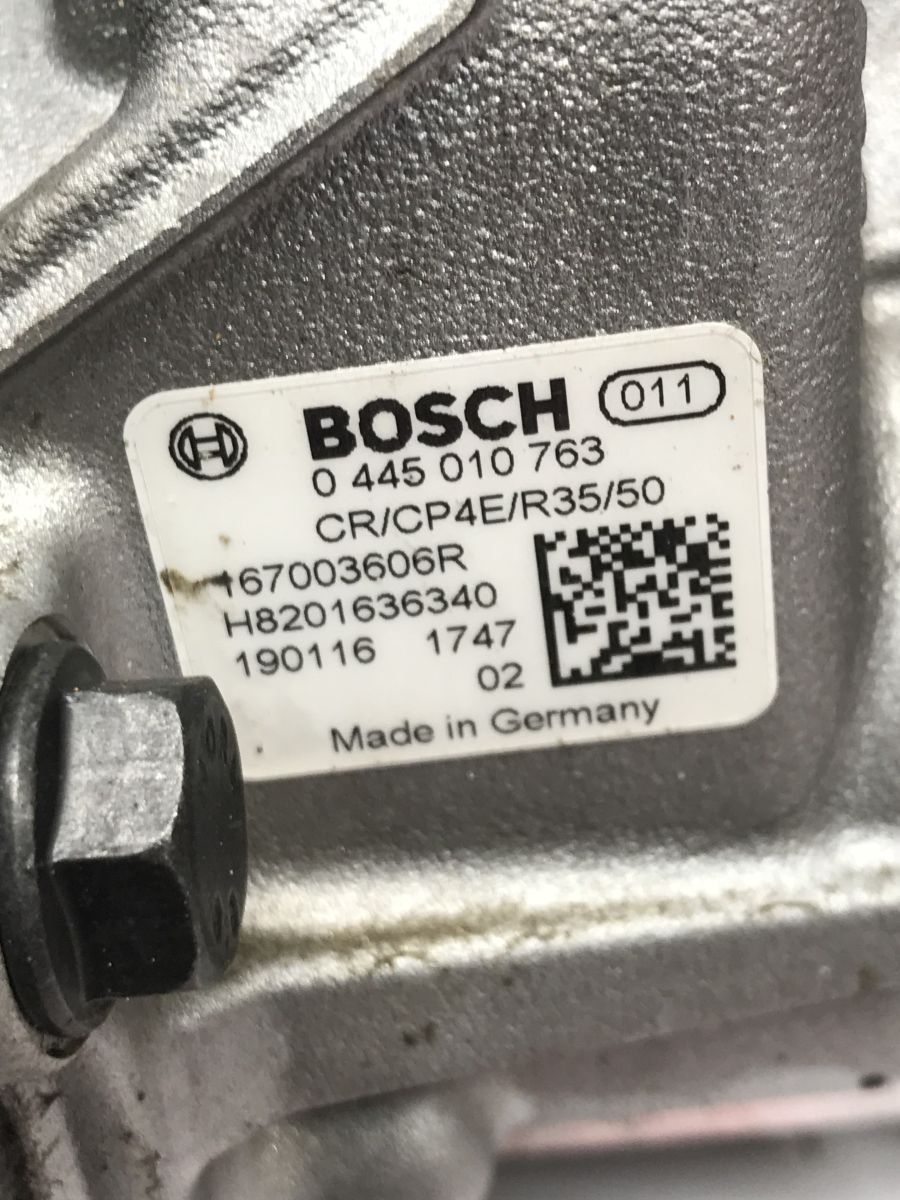 BOSCH 011
0 445 010 763
CR/CP4E/R35/50
167003606R
H8201636340
190116 1747
02
Made in Germany